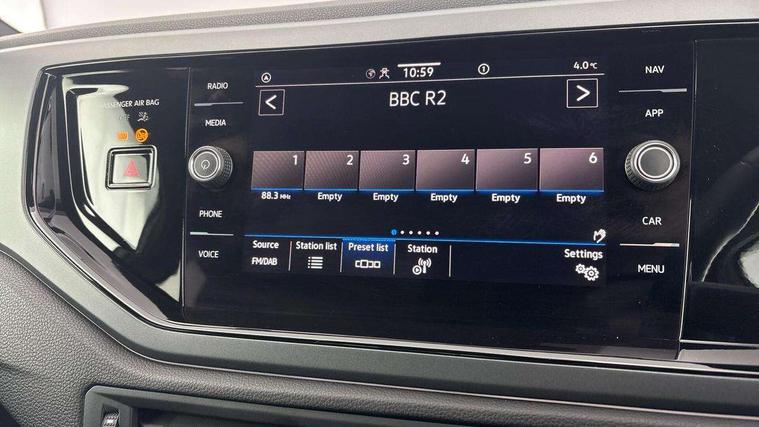 PASSENGER AIR BAG
OFF
RADIO
MEDIA
PHONE
VOICE
10:59
4.0 °C
BBC R2
1 2 3 4 5 6
88.3 MHz Empty Empty Empty Empty Empty
Source Station list Preset list Station Settings
FM/DAB
NAV
APP
CAR
MENU